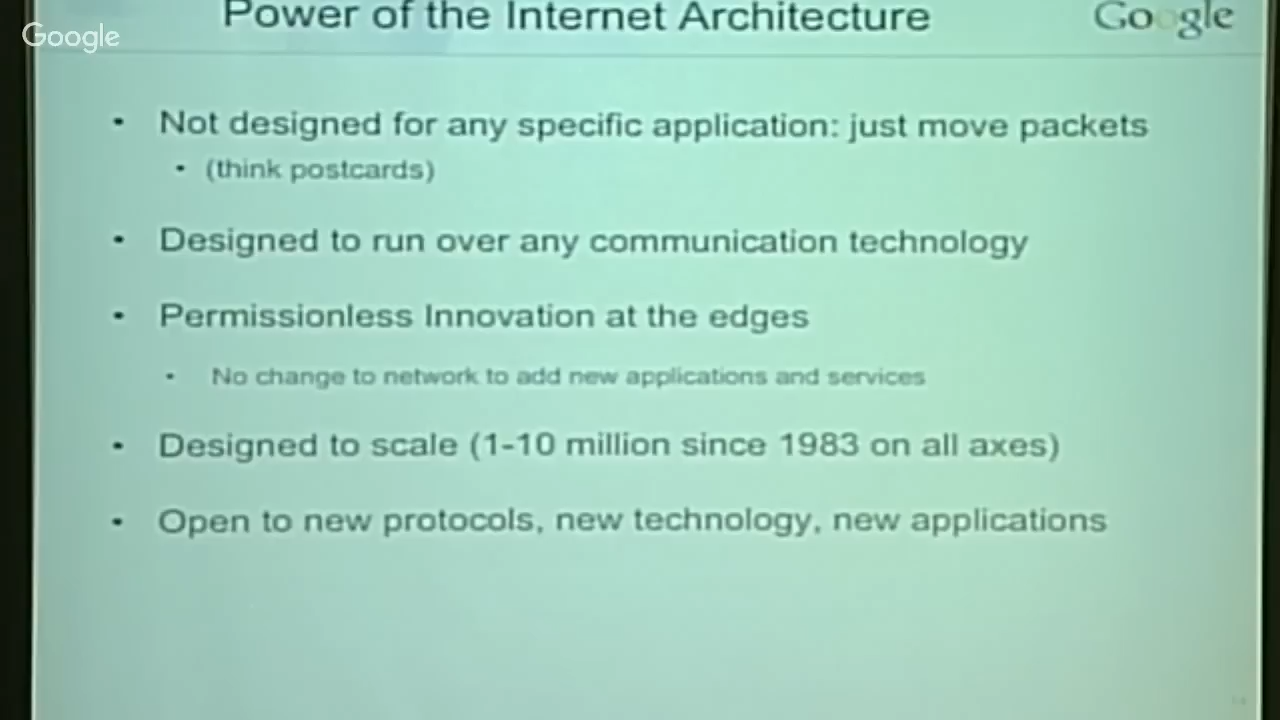 Power of the Internet Architecture
Google
Google
• Not designed for any specific application: just move packets
• (think postcards)
• Designed to run over any communication technology
• Permissionless Innovation at the edges
• No change to network to add new applications and services
• Designed to scale (1-10 million since 1983 on all axes)
• Open to new protocols, new technology, new applications